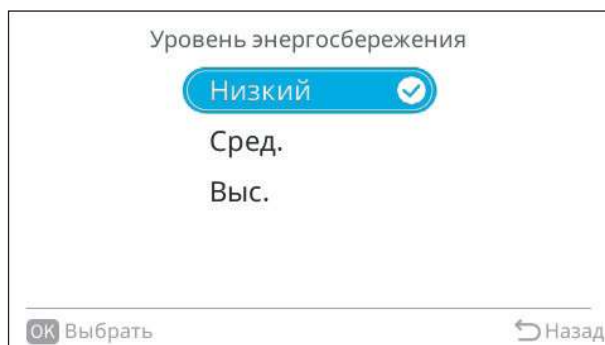 Уровень энергосбережения
Низкий
Сред.
Выс.
OK Выбрать
Назад